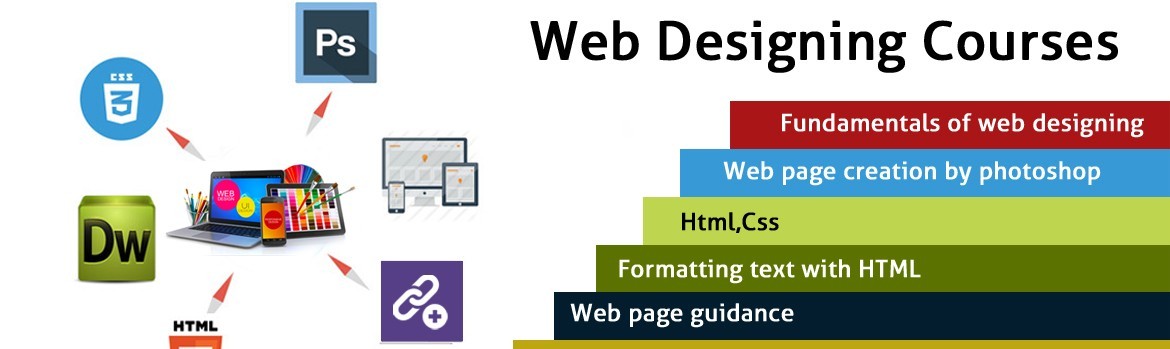 Web Designing Courses
Ps
CSS
3
Dw
WEB
DESIGN
UI
HTML
Fundamentals of web designing
Web page creation by photoshop
Html,Css
Formatting text with HTML
Web page guidance